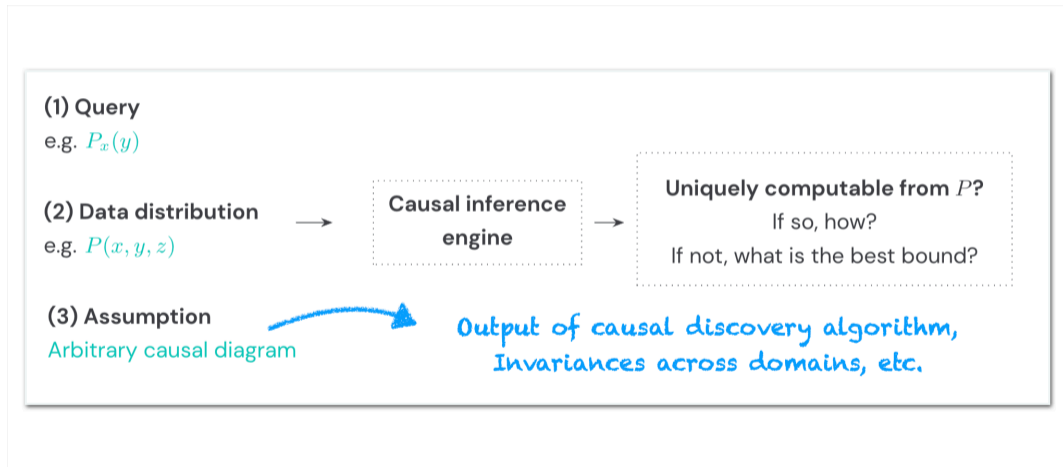 (1) Query
e.g. Pₓ(y)
(2) Data distribution
e.g. P(x, y, z)
(3) Assumption
Arbitrary causal diagram
Causal inference
engine
Uniquely computable from P?
If so, how?
If not, what is the best bound?
Output of causal discovery algorithm,
Invariances across domains, etc.